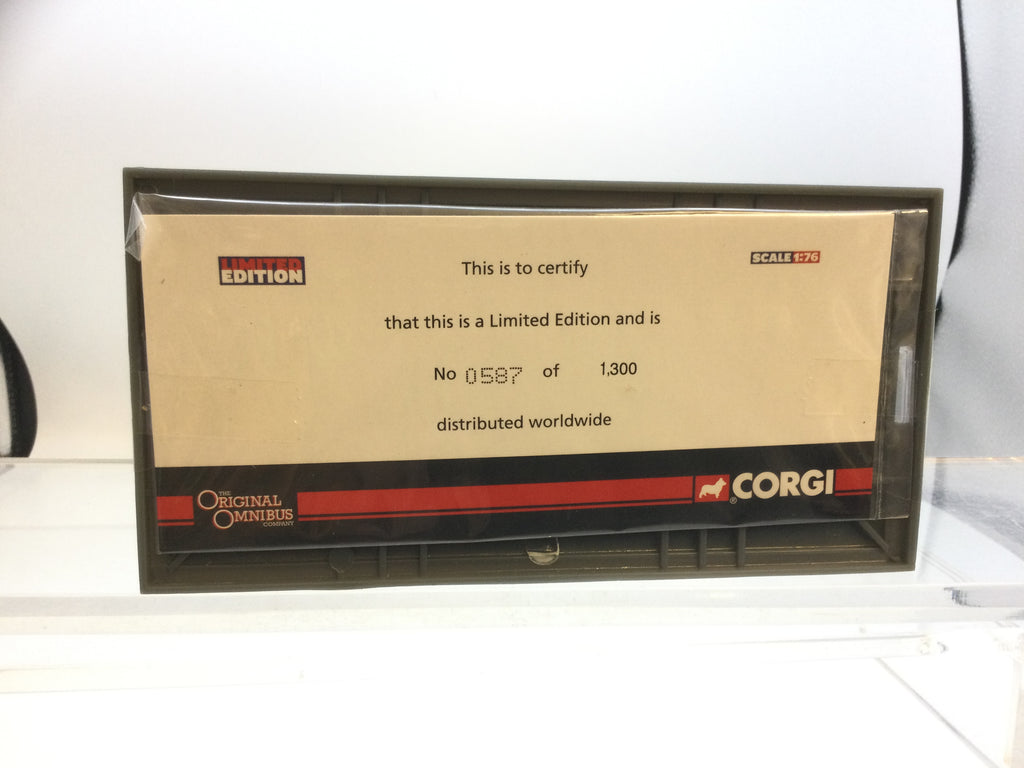 LIMITED
EDITION
This is to certify
SCALE 1:76
that this is a Limited Edition and is
No 0587 of 1,300
distributed worldwide
THE
ORIGINAL
OMNIBUS
COMPANY
CORGI
®